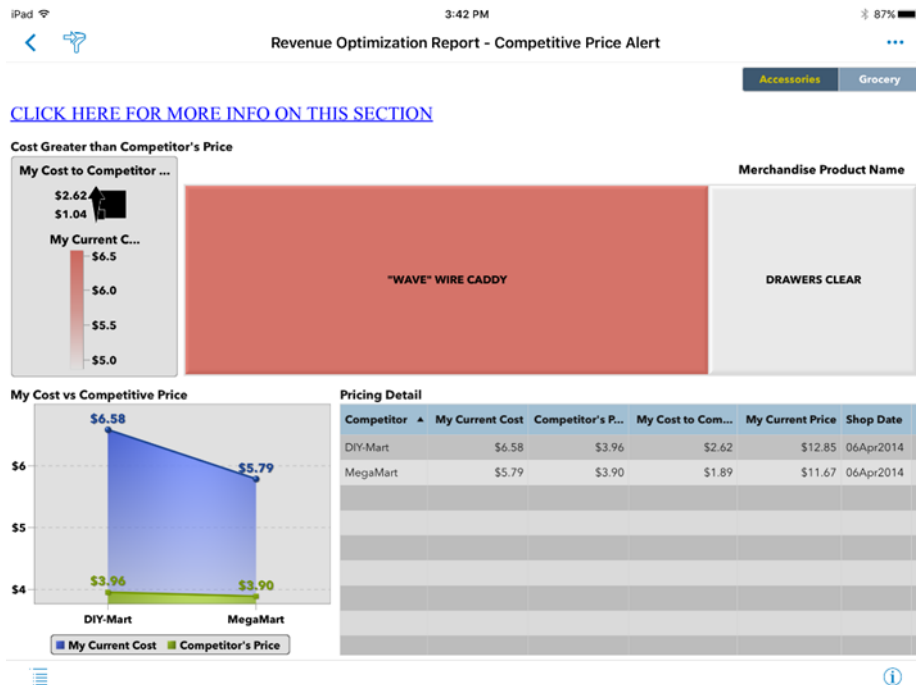 iPad 3:42 PM 87%
Revenue Optimization Report - Competitive Price Alert
Accessories Grocery
CLICK HERE FOR MORE INFO ON THIS SECTION
Cost Greater than Competitor's Price
My Cost to Competitor ...
$2.62
$1.04
My Current C...
$6.5
$6.0
$5.5
$5.0
Merchandise Product Name
"WAVE" WIRE CADDY
DRAWERS CLEAR
My Cost vs Competitive Price
$6.58
$5.79
$6
$5
$4
$3.96
$3.90
DIY-Mart MegaMart
My Current Cost Competitor's Price
Pricing Detail
Competitor My Current Cost Competitor's P... My Cost to Com... My Current Price Shop Date
DIY-Mart $6.58 $3.96 $2.62 $12.85 06Apr2014
MegaMart $5.79 $3.90 $1.89 $11.67 06Apr2014